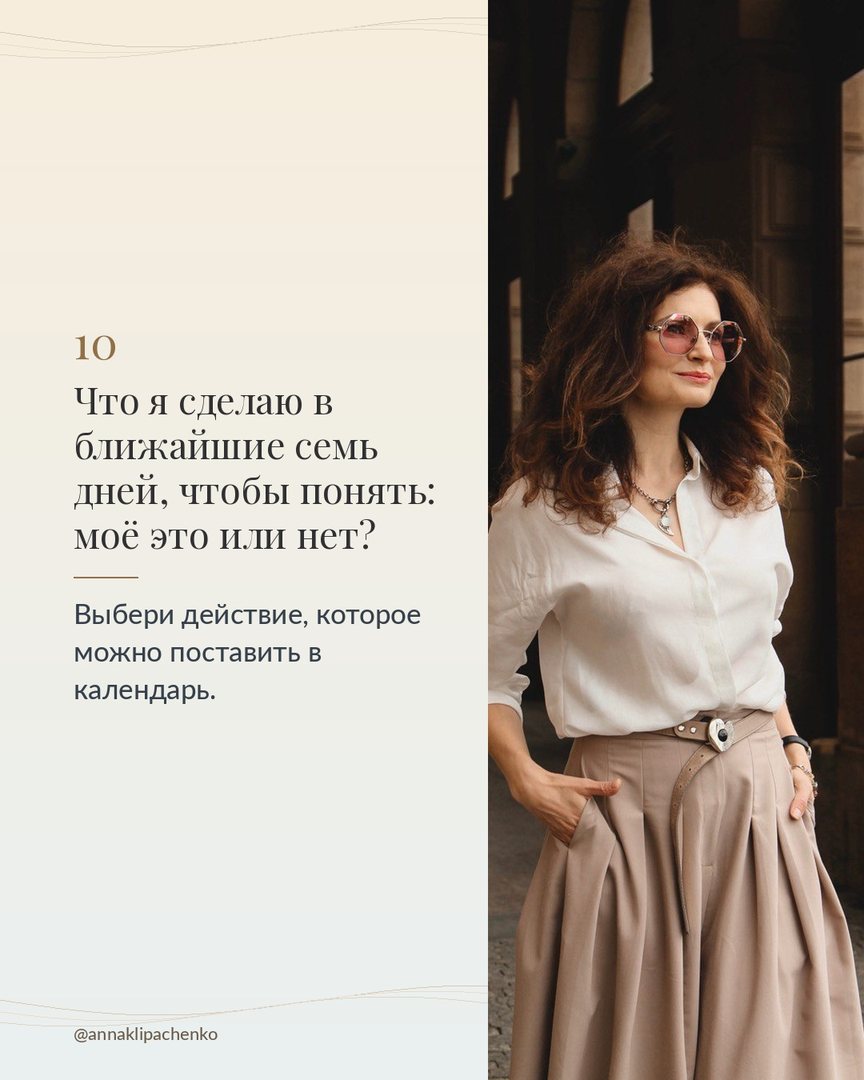 10
Что я сделаю в
ближайшие семь
дней, чтобы понять:
моё это или нет?
Выбери действие, которое
можно поставить в
календарь.
@annaklipachenko